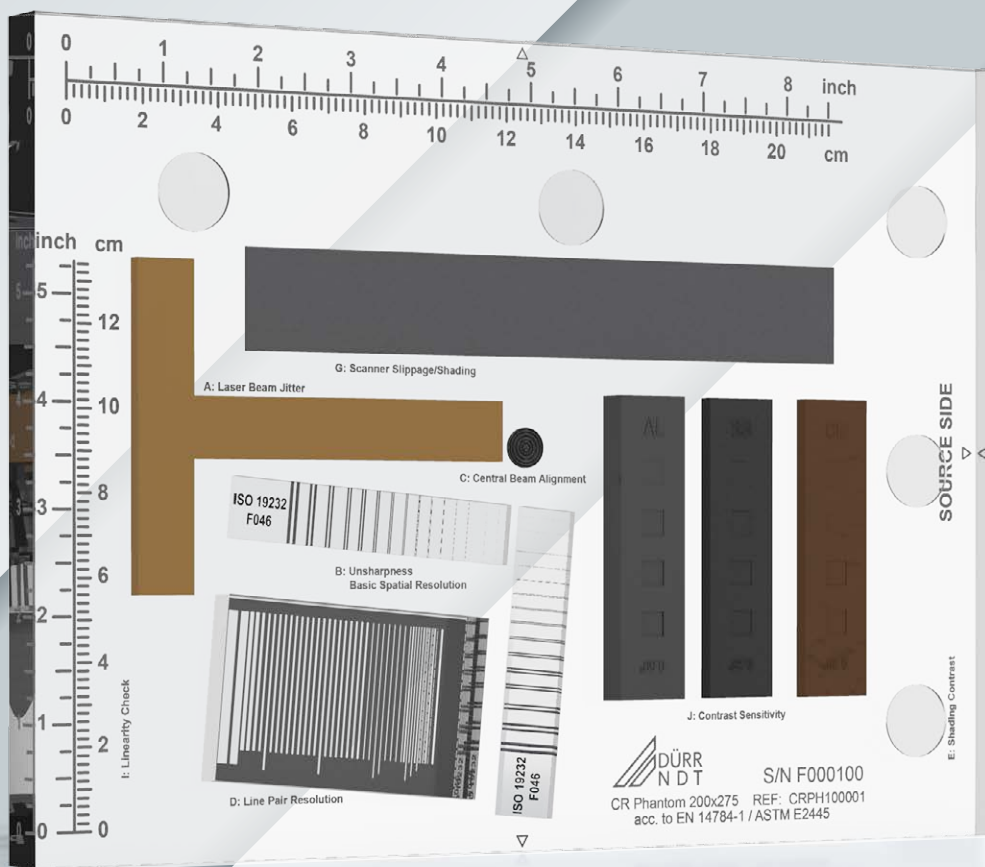 0 1 2 3 4 5 6 7 8 inch
0 2 4 6 8 10 12 14 16 18 20 cm
inch cm
5
12
4
10
3
8
2
6
4
1
2
0
0
I: Linearity Check
G: Scanner Slippage/Shading
A: Laser Beam Jitter
C: Central Beam Alignment
ISO 19232
F046
B: Unsharpness
Basic Spatial Resolution
D: Line Pair Resolution
ISO 19232
F046
AL
J: Contrast Sensitivity
SOURCE SIDE
E: Shading Contrast
DÜRR
NDT
S/N F000100
CR Phantom 200x275 REF: CRPH100001
acc. to EN 14784-1 / ASTM E2445